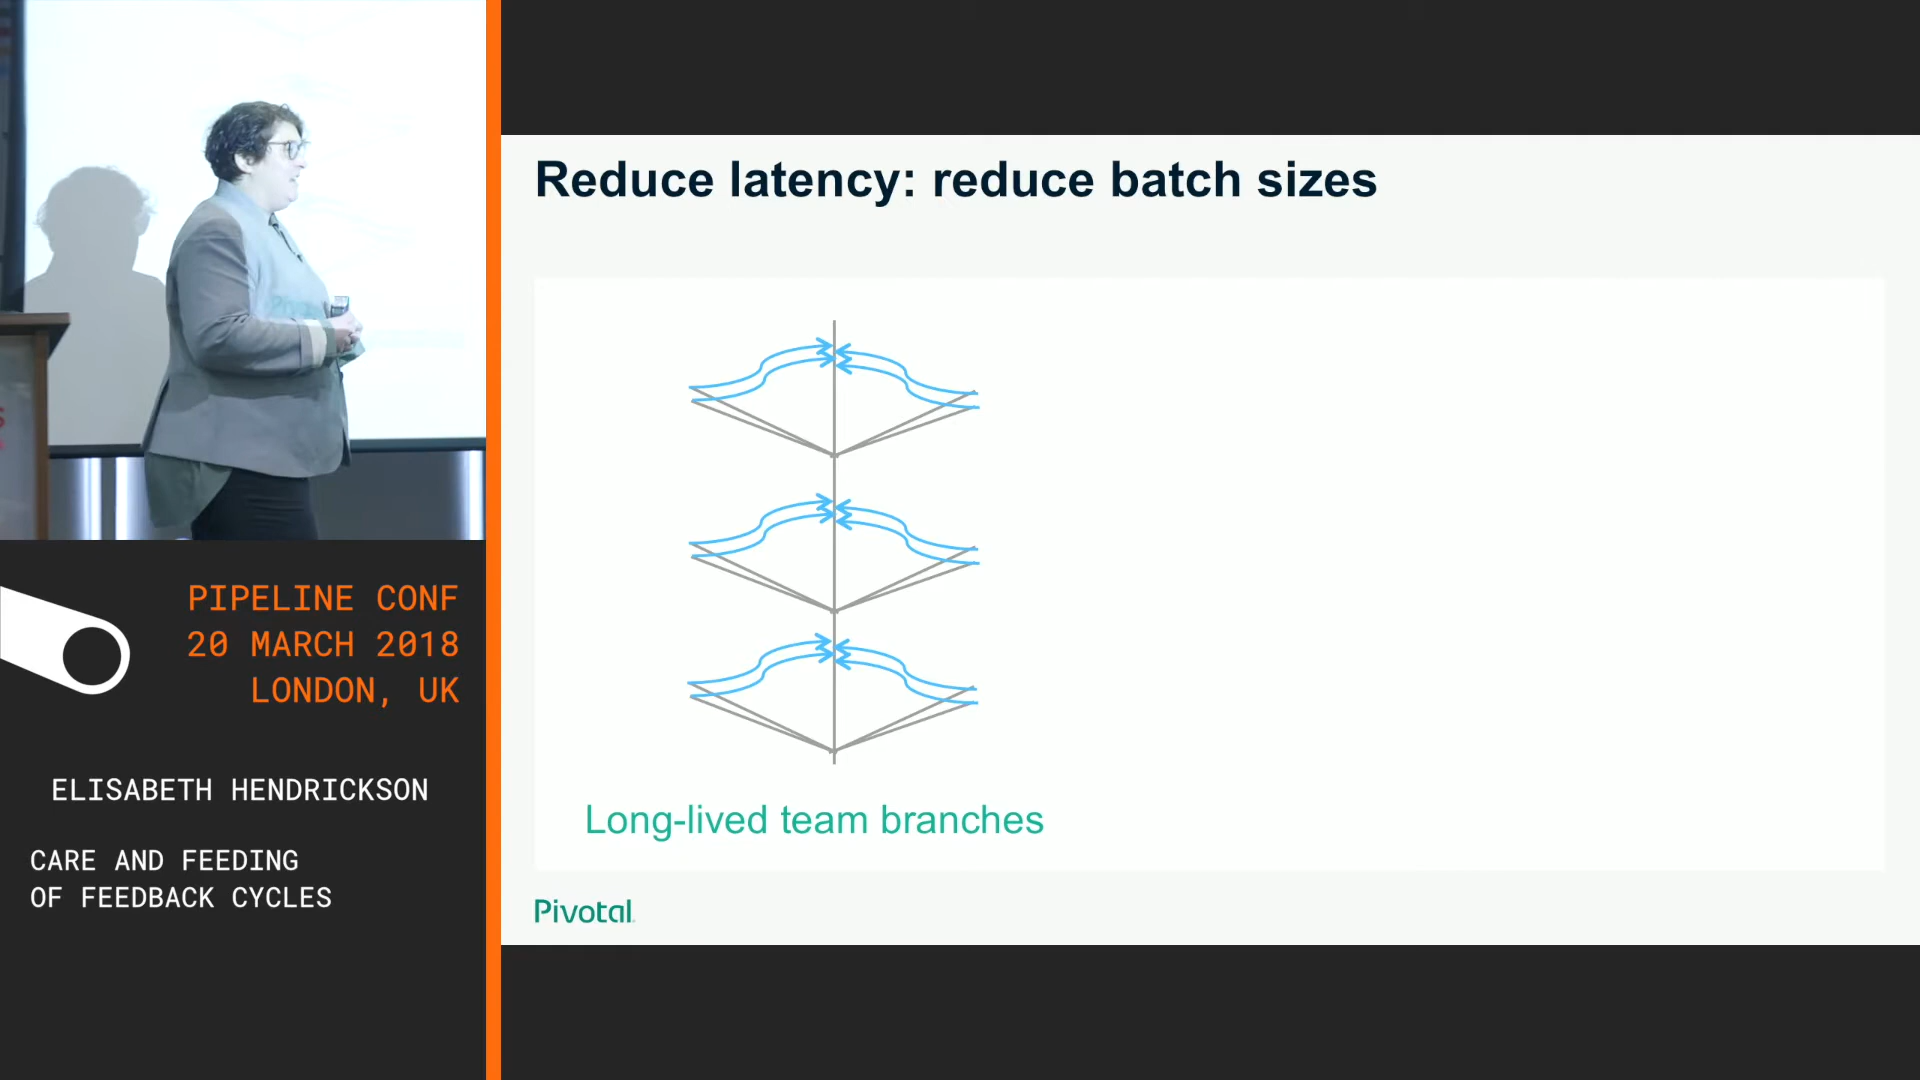 Reduce latency: reduce batch sizes
Long-lived team branches
Pivotal
PIPELINE CONF
20 MARCH 2018
LONDON, UK
ELISABETH HENDRICKSON
CARE AND FEEDING
OF FEEDBACK CYCLES